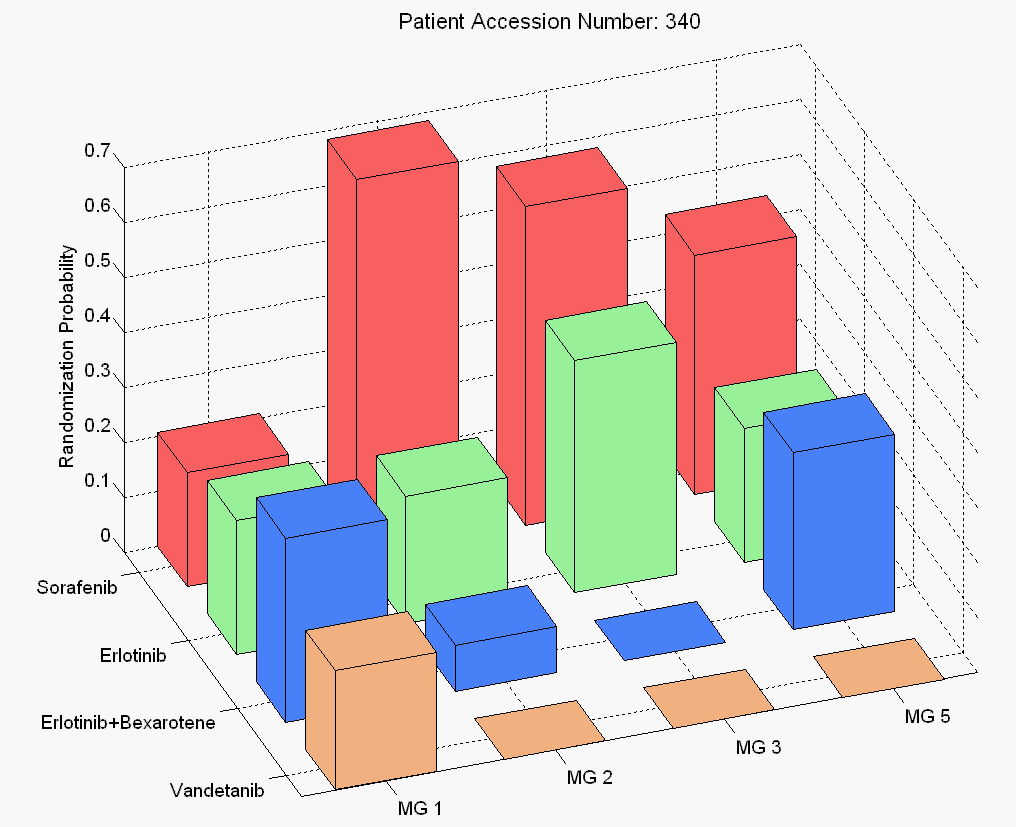 Patient Accession Number: 340
0.7
0.6
0.5
0.4
0.3
0.2
0.1
0
Randomization Probability
Sorafenib
Erlotinib
Erlotinib+Bexarotene
Vandetanib
MG 1
MG 2
MG 3
MG 5